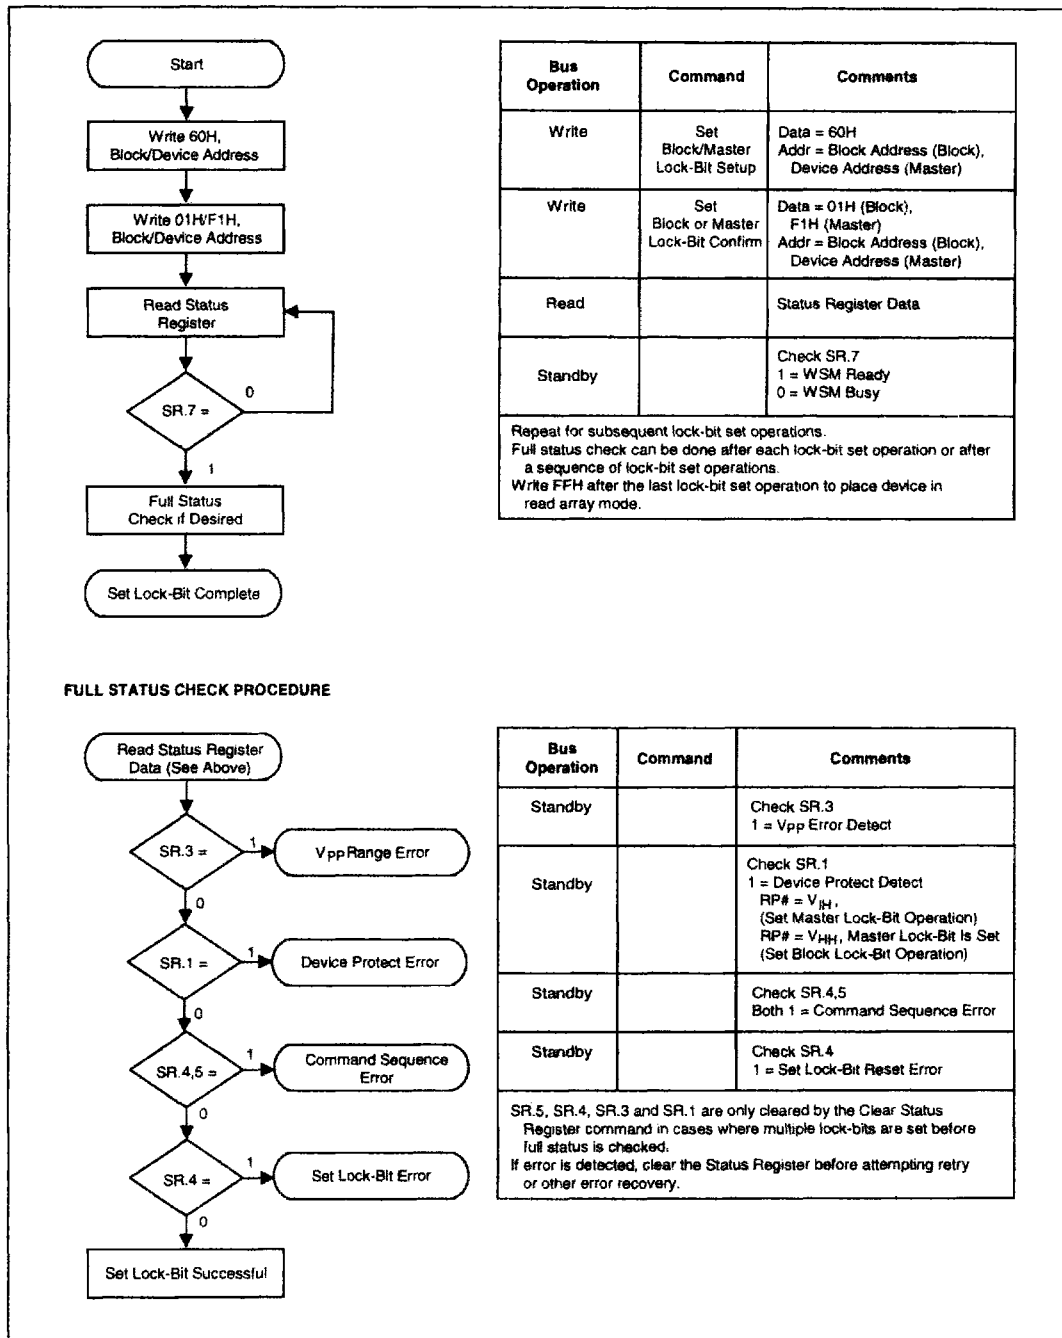 Start
Write 60H,
Block/Device Address
Write 01H/F1H,
Block/Device Address
Read Status
Register
0
SR.7 =
1
Full Status
Check if Desired
Set Lock-Bit Complete
Bus
Operation
Command
Comments
Write
Set
Block/Master
Lock-Bit Setup
Data = 60H
Addr = Block Address (Block),
Device Address (Master)
Write
Set
Block or Master
Lock-Bit Confirm
Data = 01H (Block),
F1H (Master)
Addr = Block Address (Block),
Device Address (Master)
Read
Status Register Data
Standby
Check SR.7
1 = WSM Ready
0 = WSM Busy
Repeat for subsequent lock-bit set operations.
Full status check can be done after each lock-bit set operation or after
a sequence of lock-bit set operations.
Write FFH after the last lock-bit set operation to place device in
read array mode.
FULL STATUS CHECK PROCEDURE
Read Status Register
Data (See Above)
SR.3 =
1
VPP Range Error
0
SR.1 =
1
Device Protect Error
0
SR.4,5 =
1
Command Sequence
Error
0
SR.4 =
1
Set Lock-Bit Error
0
Set Lock-Bit Successful
Bus
Operation
Command
Comments
Standby
Check SR.3
1 = VPP Error Detect
Standby
Check SR.1
1 = Device Protect Detect
RP# = VIH,
(Set Master Lock-Bit Operation)
RP# = VHH, Master Lock-Bit Is Set
(Set Block Lock-Bit Operation)
Standby
Check SR.4,5
Both 1 = Command Sequence Error
Standby
Check SR.4
1 = Set Lock-Bit Reset Error
SR.5, SR.4, SR.3 and SR.1 are only cleared by the Clear Status
Register command in cases where multiple lock-bits are set before
full status is checked.
If error is detected, clear the Status Register before attempting retry
or other error recovery.